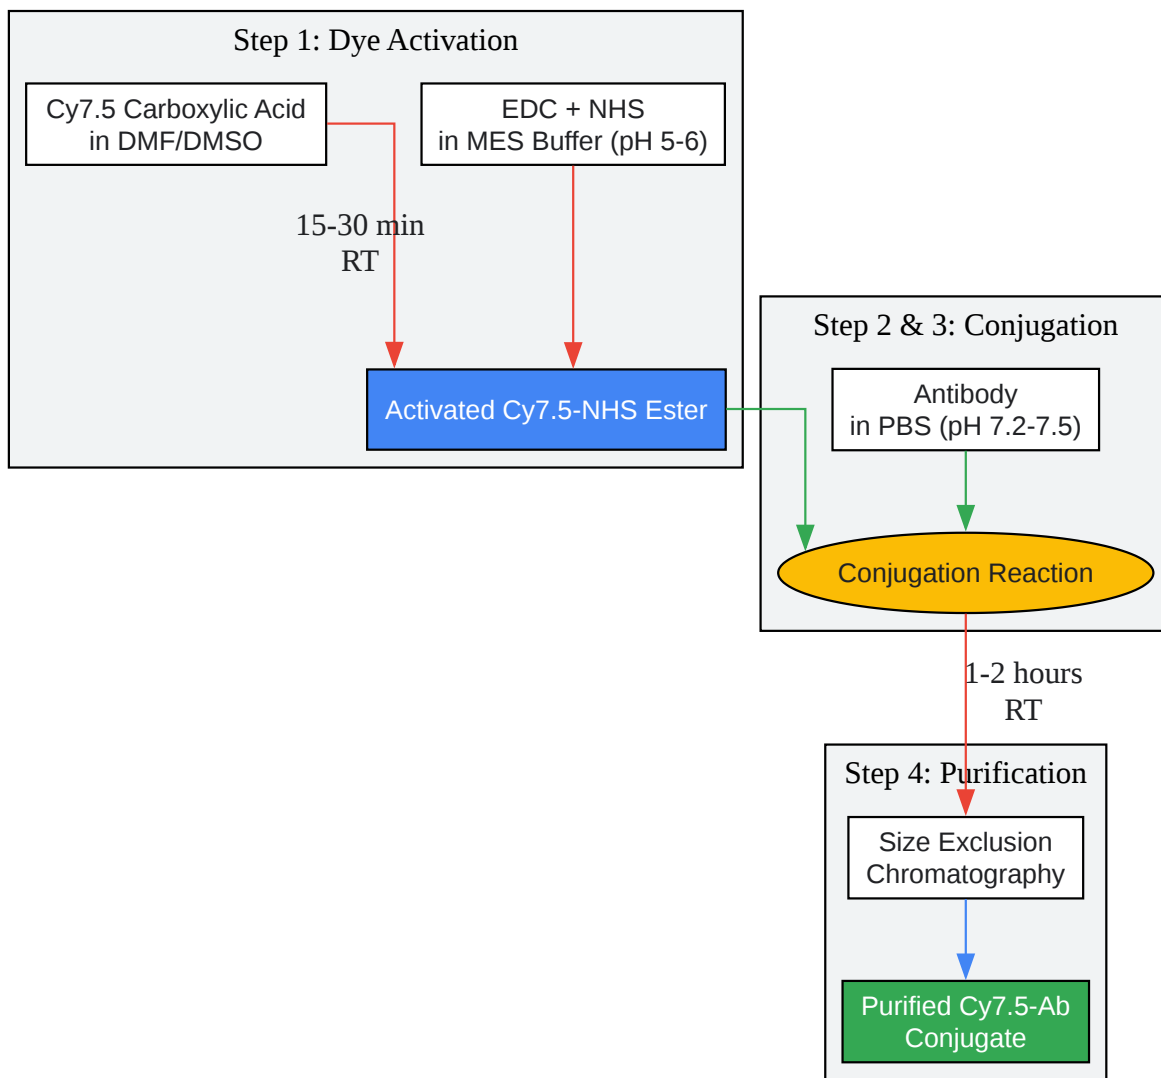 Step 1: Dye Activation
Cy7.5 Carboxylic Acid
in DMF/DMSO
EDC + NHS
in MES Buffer (pH 5-6)
15-30 min
RT
Activated Cy7.5-NHS Ester
Step 2 & 3: Conjugation
Antibody
in PBS (pH 7.2-7.5)
Conjugation Reaction
1-2 hours
RT
Step 4: Purification
Size Exclusion
Chromatography
Purified Cy7.5-Ab
Conjugate